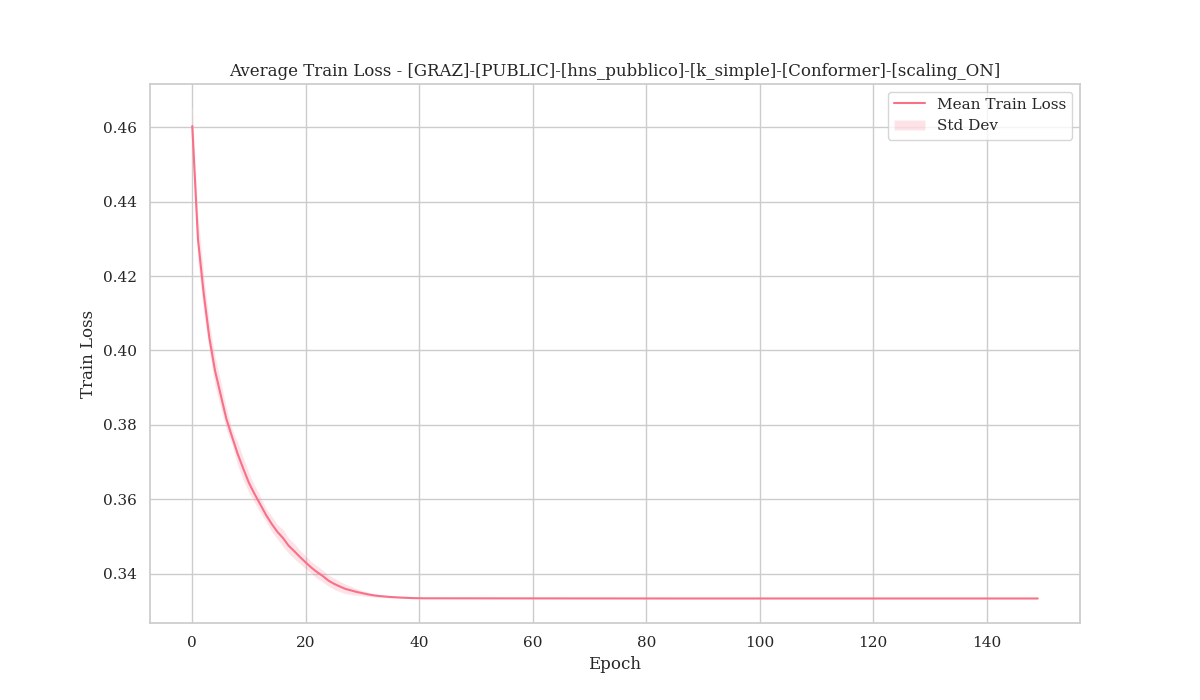 Average Train Loss - [GRAZ]-[PUBLIC]-[hns_pubblico]-[k_simple]-[Conformer]-[scaling_ON]
Mean Train Loss
Std Dev
0.46
0.44
0.42
0.40
0.38
0.36
0.34
Train Loss
0 20 40 60 80 100 120 140
Epoch